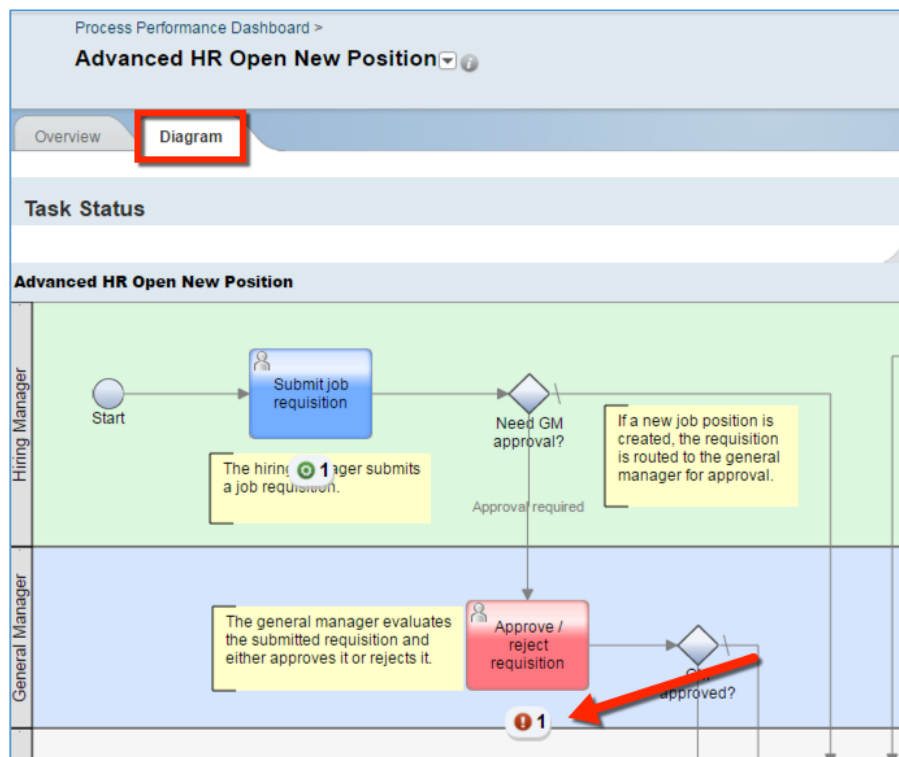 Process Performance Dashboard >
Advanced HR Open New Position
Overview
Diagram
Task Status
Advanced HR Open New Position
Hiring Manager
Start
Submit job
requisition
Need GM
approval?
If a new job position is
created, the requisition
is routed to the general
manager for approval.
The hiring ager submits
a job requisition.
1
Approval required
General Manager
The general manager evaluates
the submitted requisition and
either approves it or rejects it.
Approve /
reject
requisition
approved?
1